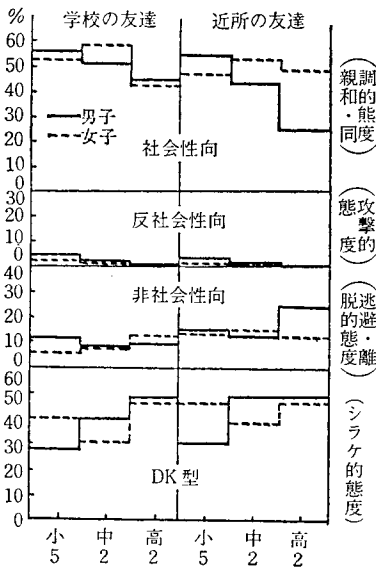 %
学校の友達 近所の友達
60
50
40
30
20
10
0
男子
女子
社会性向
(親和・同調的態度)
30
20
10
0
反社会性向
(攻撃的態度)
40
30
20
10
0
非社会性向
(逃避・離脱的態度)
60
50
40
30
20
10
0
DK型
(シラケ的態度)
小5 中2 高2 小5 中2 高2